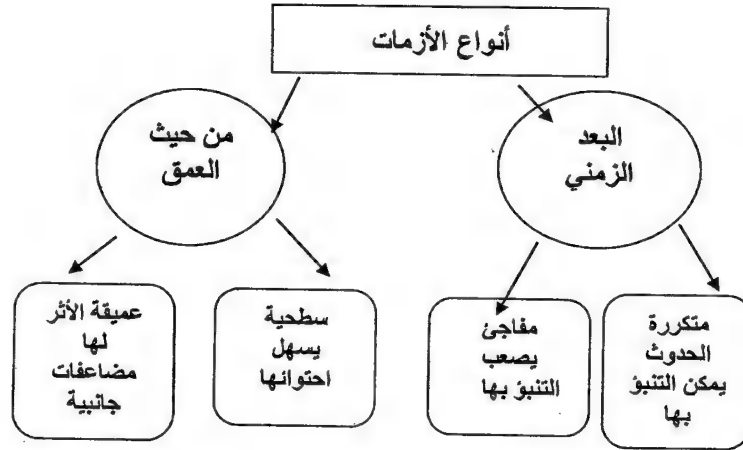 أنواع الأزمات
البعد
الزمني
من حيث
العمق
متكررة
الحدوث
يمكن التنبؤ
بها
مفاجئ
يصعب
التنبؤ بها
سطحية
يسهل
احتوائها
عميقة الأثر
لها
مضاعفات
جانبية